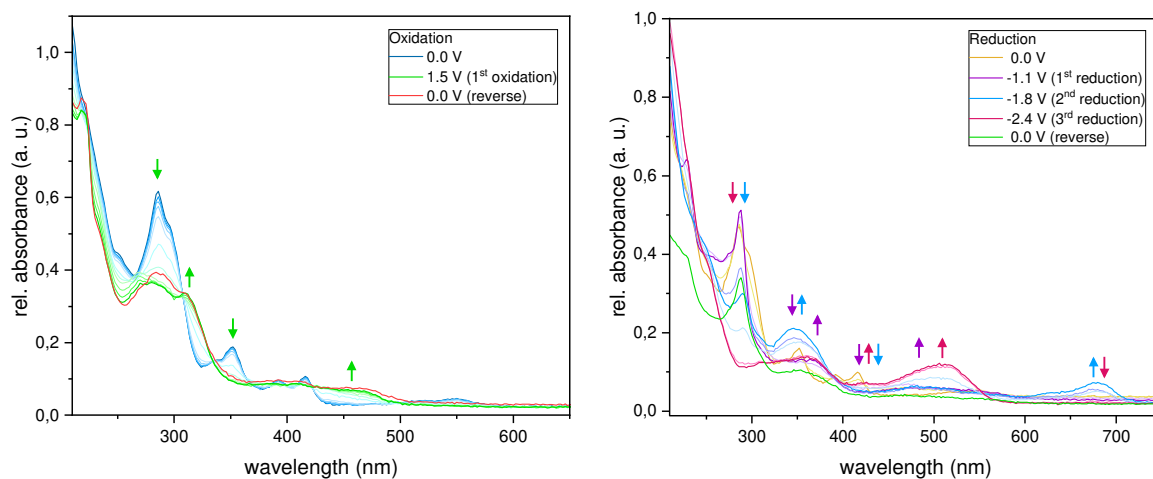 Oxidation
0.0 V
1.5 V (1st oxidation)
0.0 V (reverse)
1,0
0,8
0,6
0,4
0,2
0,0
rel. absorbance (a. u.)
300
400
500
600
wavelength (nm)
Reduction
0.0 V
-1.1 V (1st reduction)
-1.8 V (2nd reduction)
-2.4 V (3rd reduction)
0.0 V (reverse)
1,0
0,8
0,6
0,4
0,2
0,0
rel. absorbance (a. u.)
300
400
500
600
700
wavelength (nm)